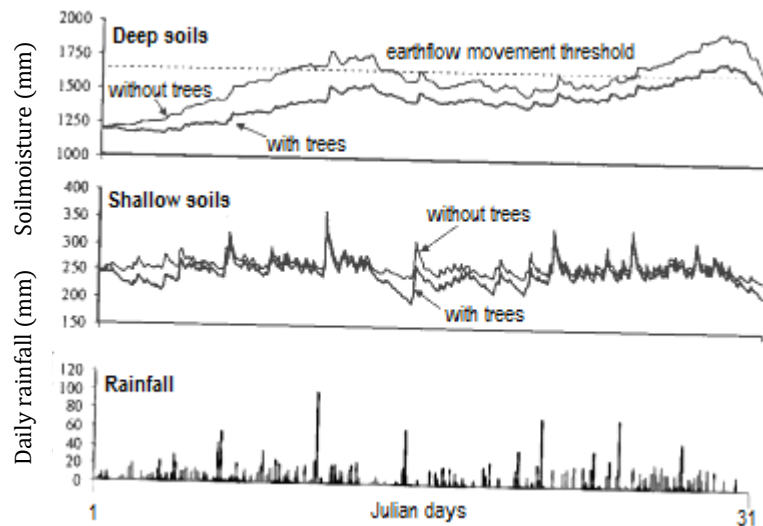 Soilmoisture (mm)
Daily rainfall (mm)
2000
1750
1500
1250
1000
Deep soils
earthflow movement threshold
without trees
with trees
400
350
300
250
200
150
Shallow soils
without trees
with trees
120
100
80
60
40
20
0
Rainfall
1
Julian days
31